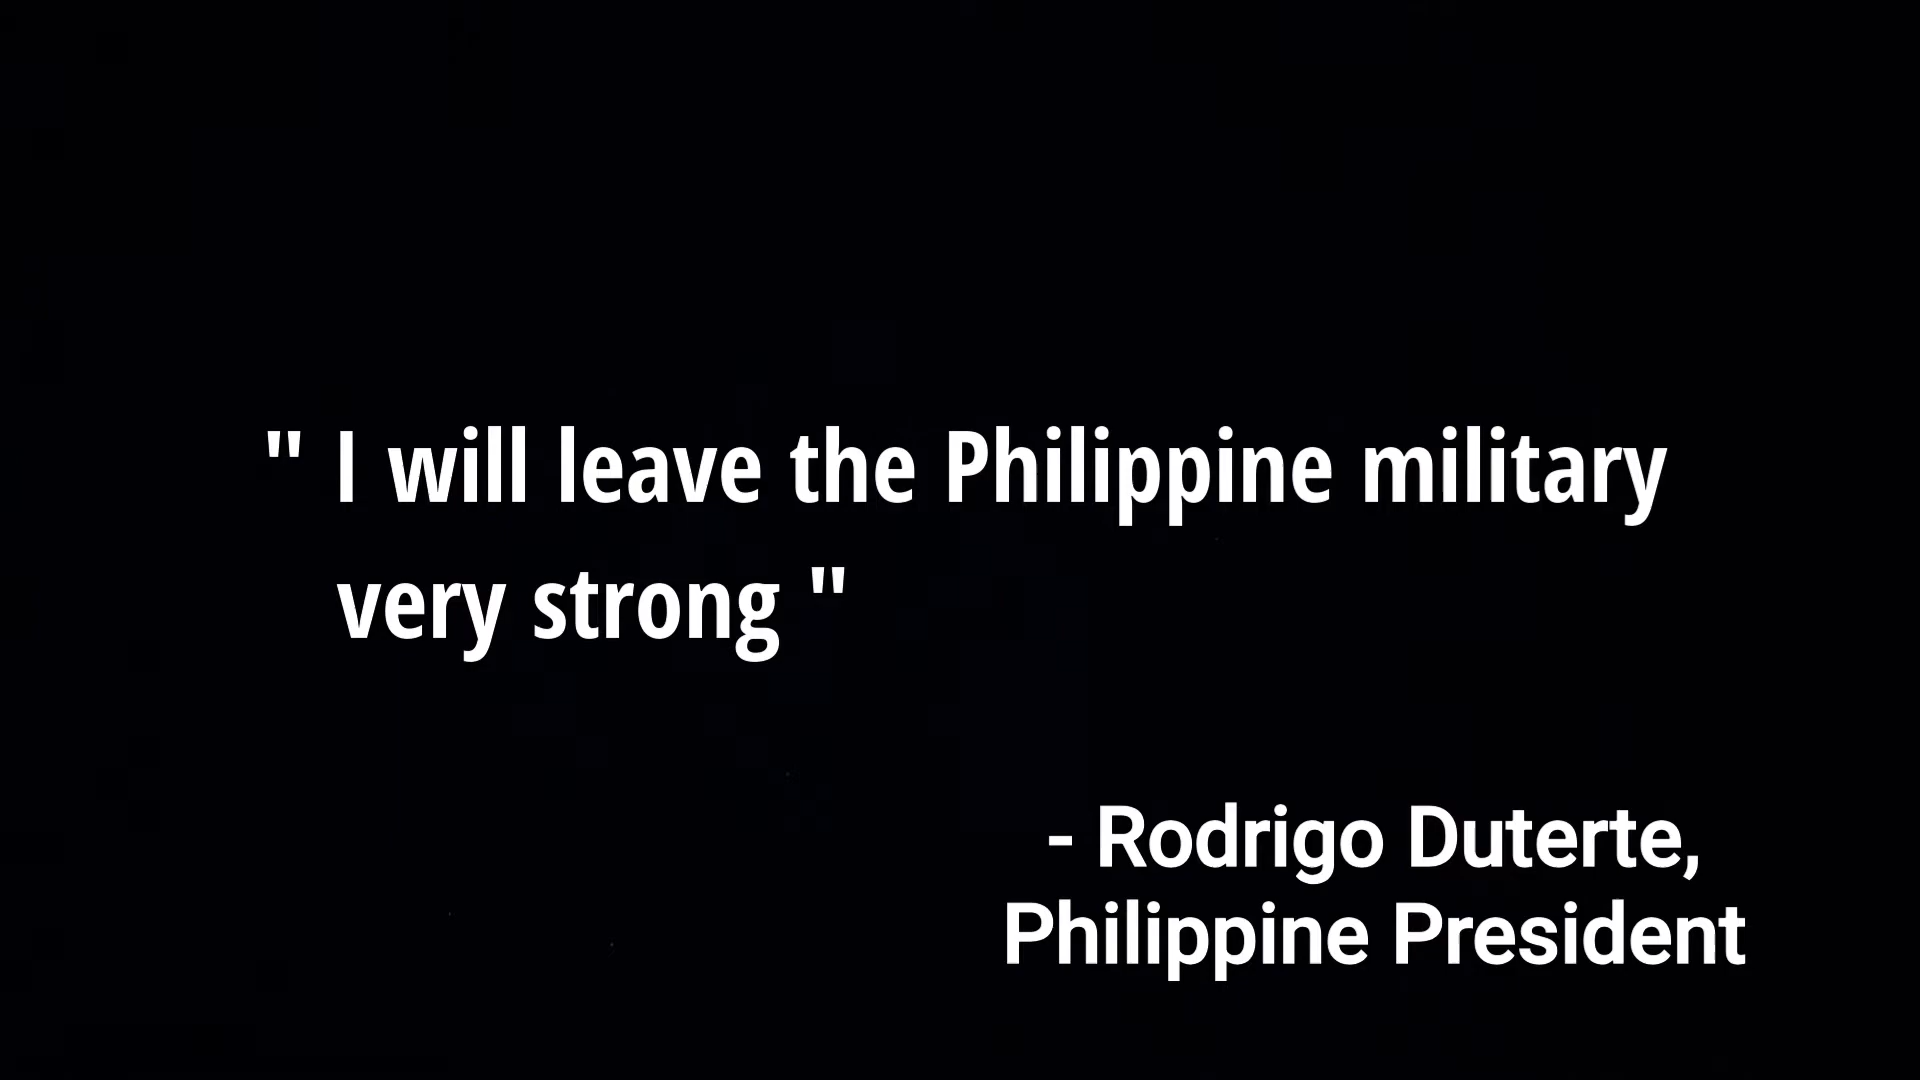 " I will leave the Philippine military
very strong "
- Rodrigo Duterte,
Philippine President